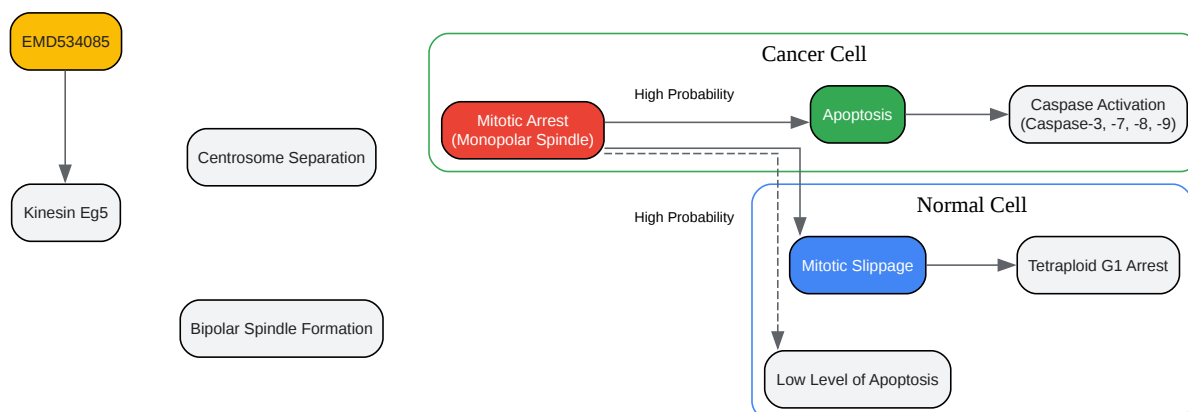 EMD534085
Kinesin Eg5
Centrosome Separation
Bipolar Spindle Formation
Cancer Cell
Mitotic Arrest
(Monopolar Spindle)
High Probability
Apoptosis
Caspase Activation
(Caspase-3, -7, -8, -9)
High Probability
Normal Cell
Mitotic Slippage
Tetraploid G1 Arrest
Low Level of Apoptosis